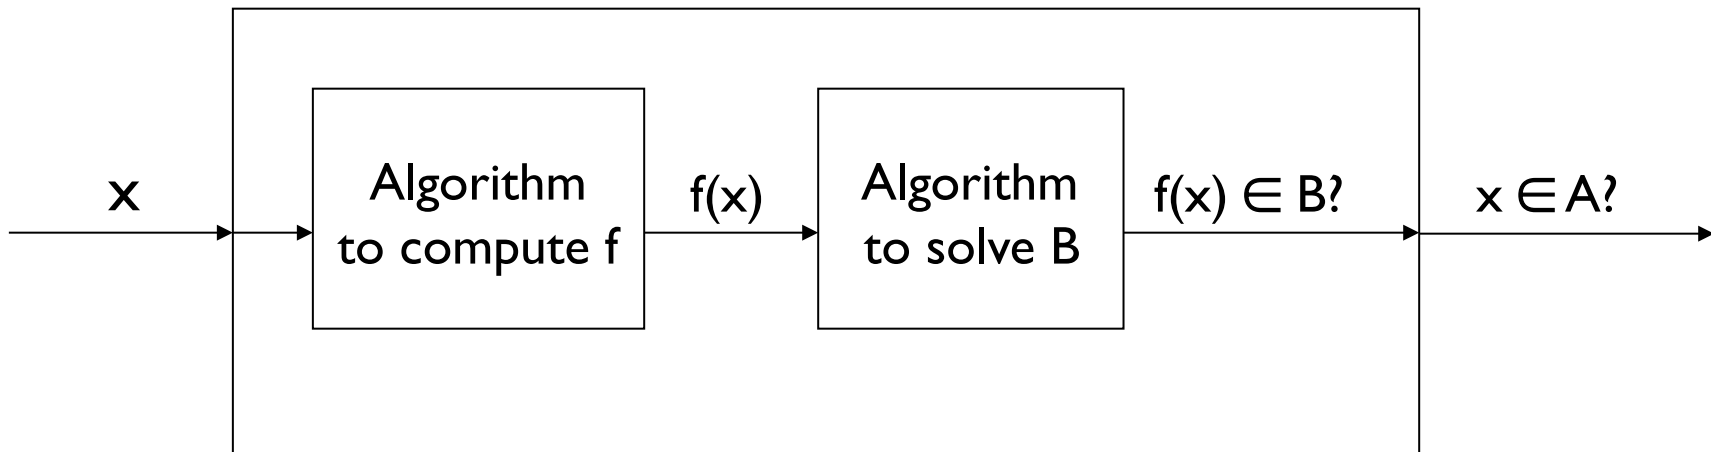 x
Algorithm
to compute f
f(x)
Algorithm
to solve B
f(x) ∈ B?
x ∈ A?